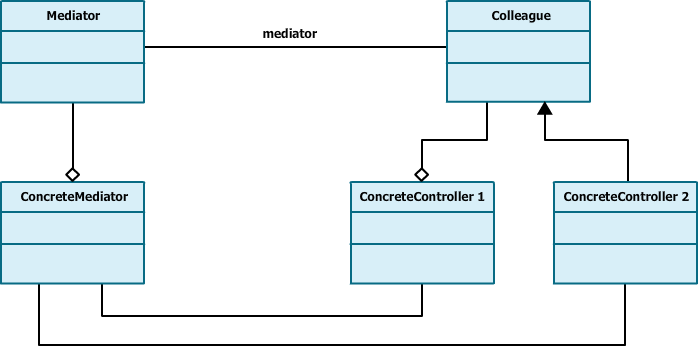 Mediator
Colleague
mediator
ConcreteMediator
ConcreteController 1
ConcreteController 2